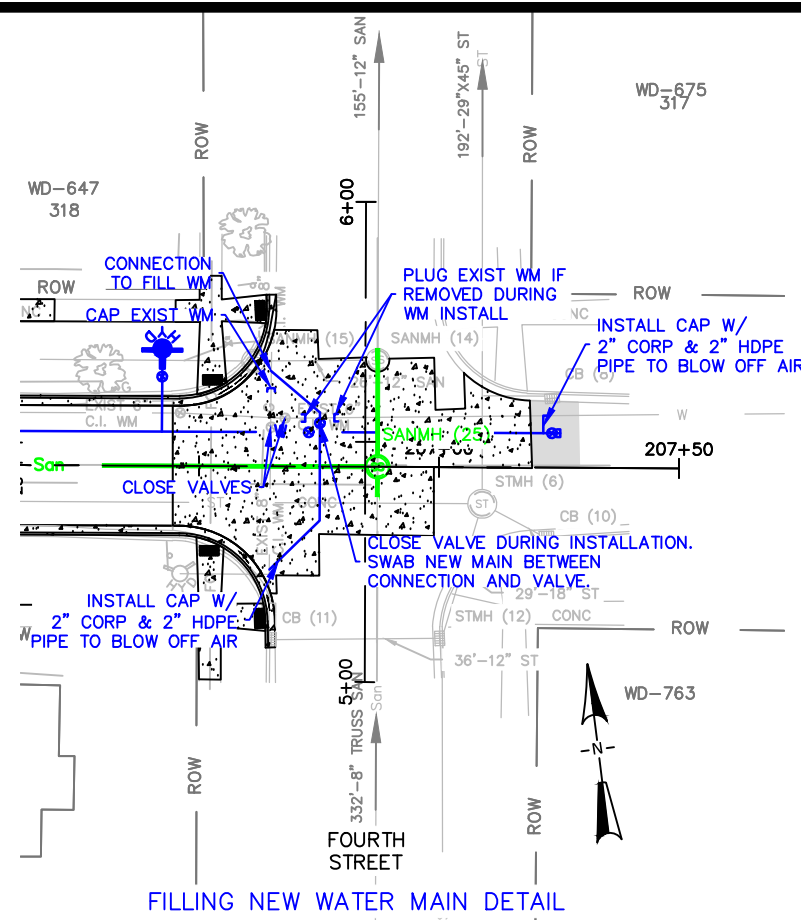 155'-12" SAN
192'-29"X45" ST
ST
ROW
ROW
WD-675
317
WD-647
318
6+00
CONNECTION
TO FILL WM
ROW
CAP EXIST WM
HYD
PLUG EXIST WM IF
REMOVED DURING
WM INSTALL
ROW
INSTALL CAP W/
2" CORP & 2" HDPE
PIPE TO BLOW OFF AIR
(15)
SANMH (14)
CB (8)
C.I. WM
W
SANMH (25)
207+50
San
CLOSE VALVES
STMH (6)
ST
CB (10)
CONC
CLOSE VALVE DURING INSTALLATION.
SWAB NEW MAIN BETWEEN
CONNECTION AND VALVE.
INSTALL CAP W/
2" CORP & 2" HDPE
PIPE TO BLOW OFF AIR
CB (11)
29'-18" ST
STMH (12)
CONC
ROW
36'-12" ST
5+00
San
WD-763
332'-8" TRUSS SAN
-N-
ROW
ROW
FOURTH
STREET
FILLING NEW WATER MAIN DETAIL